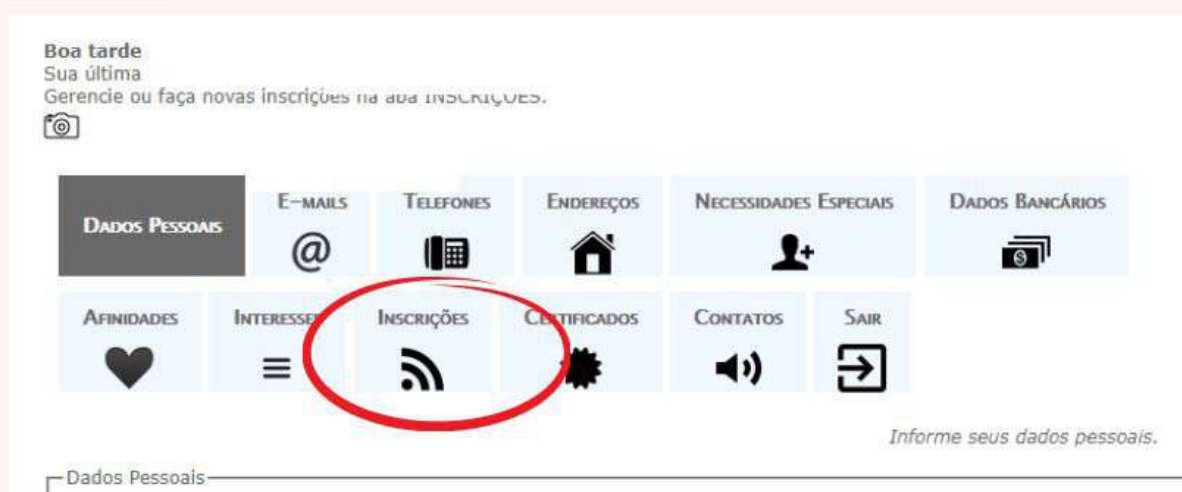 Boa tarde
Sua última
Gerencie ou faça novas inscrições na aba INSCRIÇÕES.
DADOS PESSOAIS
E-MAILS
TELEFONES
ENDEREÇOS
NECESSIDADES ESPECIAIS
DADOS BANCÁRIOS
AFINIDADES
INTERESSES
INSCRIÇÕES
CERTIFICADOS
CONTATOS
SAIR
Informe seus dados pessoais.
Dados Pessoais